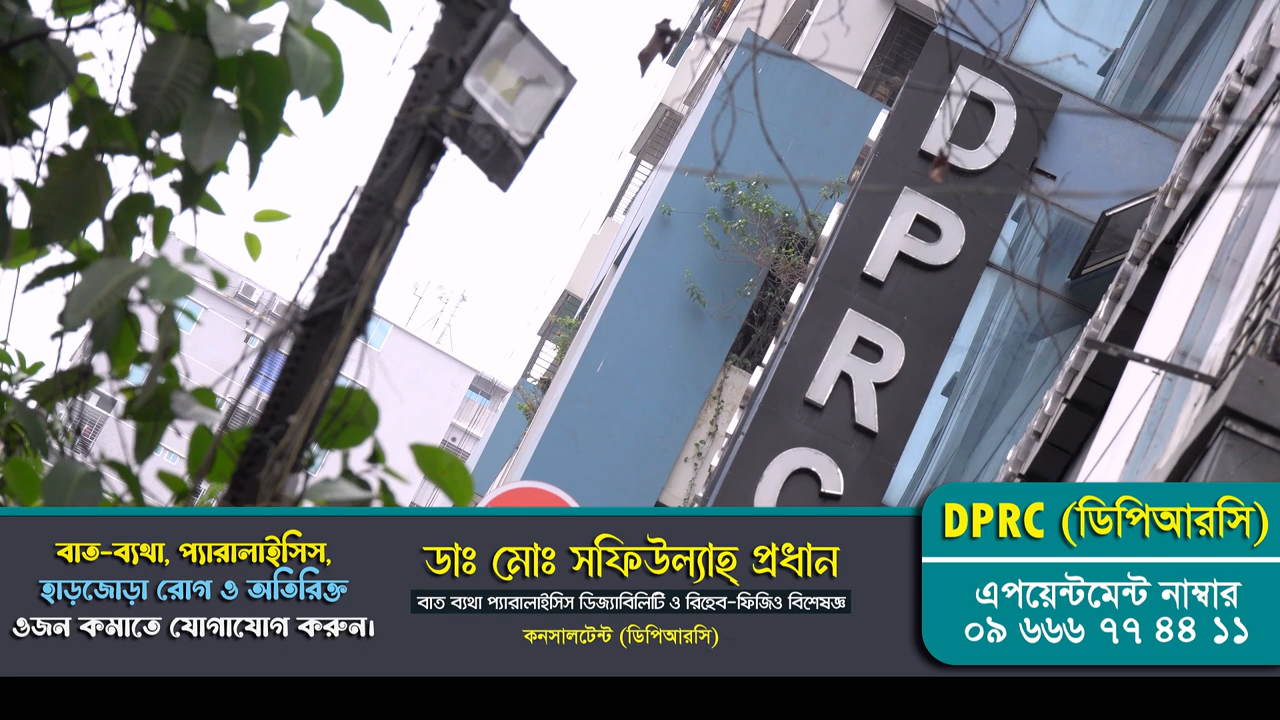 DPRC
বাত-ব্যথা, প্যারালাইসিস,
হাড়জোড়া রোগ ও অতিরিক্ত
ওজন কমাতে যোগাযোগ করুন।
ডাঃ মোঃ সফিউল্যাহ্ প্রধান
বাত ব্যথা প্যারালাইসিস ডিজ্যাবিলিটি ও রিহেব-ফিজিও বিশেষজ্ঞ
কনসালটেন্ট (ডিপিআরসি)
DPRC (ডিপিআরসি)
এপয়েন্টমেন্ট নাম্বার
০৯ ৬৬৬ ৭৭ ৪৪ ১১